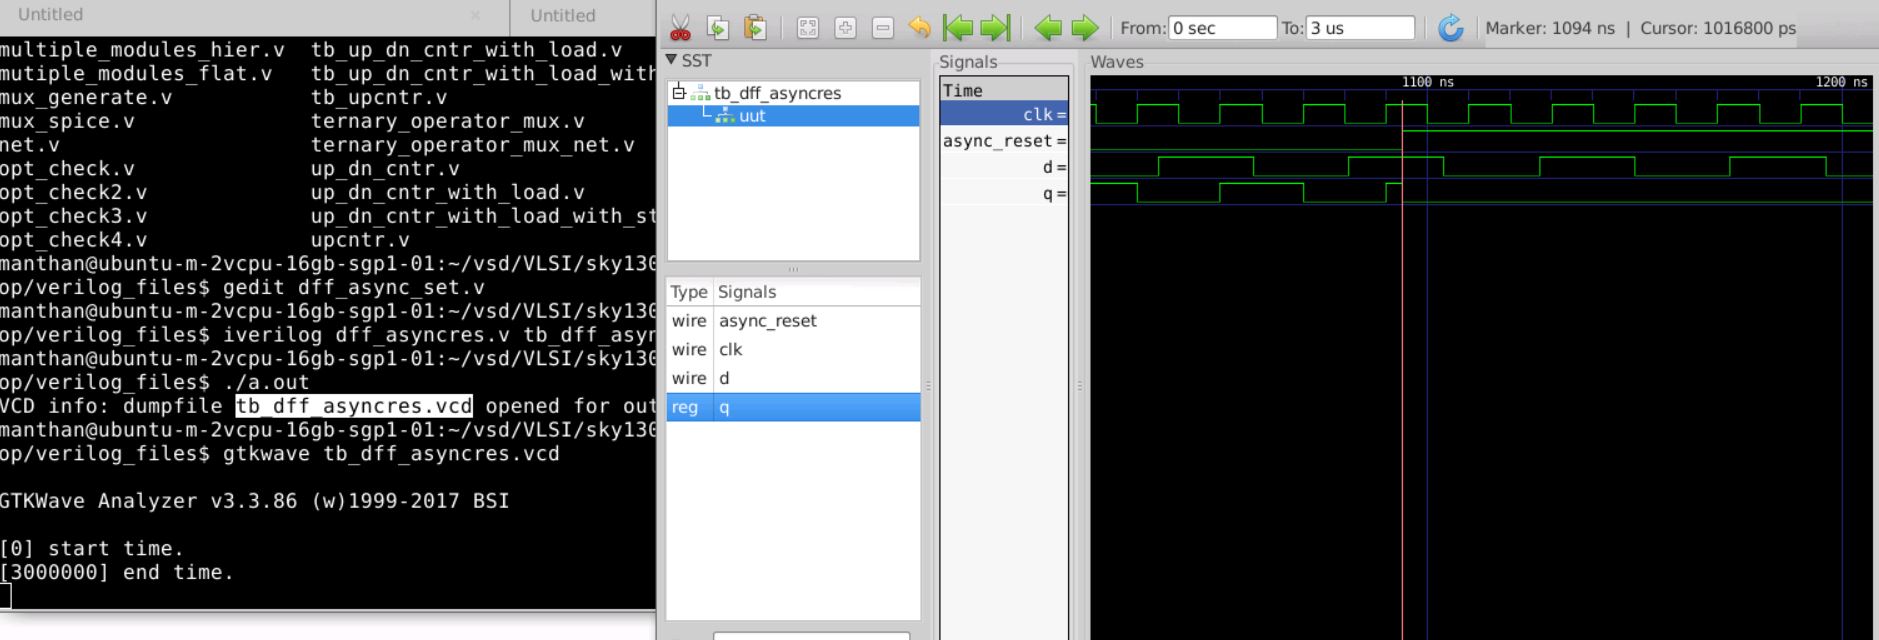 Untitled
Untitled
multiple_modules_hier.v tb_up_dn_cntr_with_load.v
mutiple_modules_flat.v tb_up_dn_cntr_with_load_with
mux_generate.v tb_upcntr.v
mux_spice.v ternary_operator_mux.v
net.v ternary_operator_mux_net.v
opt_check.v up_dn_cntr.v
opt_check2.v up_dn_cntr_with_load.v
opt_check3.v up_dn_cntr_with_load_with_st
opt_check4.v upcntr.v
manthan@ubuntu-m-2vcpu-16gb-sgp1-01:~/vsd/VLSI/sky130
op/verilog_files$ gedit dff_async_set.v
manthan@ubuntu-m-2vcpu-16gb-sgp1-01:~/vsd/VLSI/sky130
op/verilog_files$ iverilog dff_asyncres.v tb_dff_asyn
manthan@ubuntu-m-2vcpu-16gb-sgp1-01:~/vsd/VLSI/sky130
op/verilog_files$ ./a.out
VCD info: dumpfile tb_dff_asyncres.vcd opened for out
manthan@ubuntu-m-2vcpu-16gb-sgp1-01:~/vsd/VLSI/sky130
op/verilog_files$ gtkwave tb_dff_asyncres.vcd
GTKWave Analyzer v3.3.86 (w)1999-2017 BSI
[0] start time.
[3000000] end time.
From: 0 sec To: 3 us Marker: 1094 ns | Cursor: 1016800 ps
SST
tb_dff_asyncres
uut
Type Signals
wire async_reset
wire clk
wire d
reg q
Signals
Time
clk=
async_reset=
d=
q=
Waves
1100 ns 1200 ns